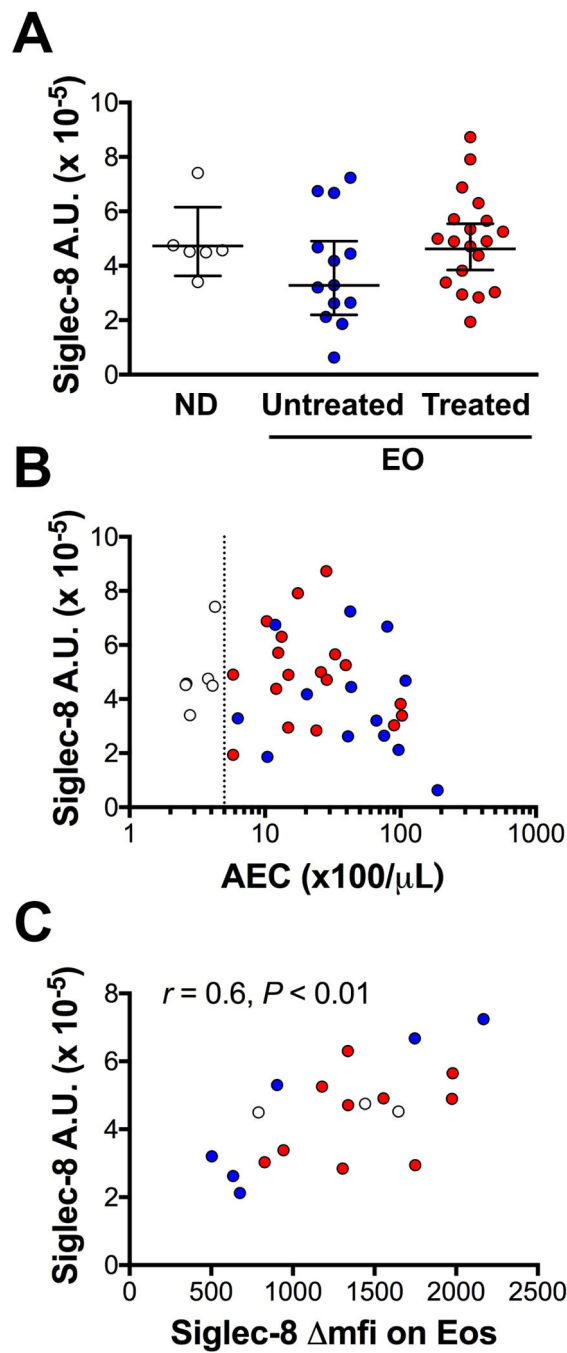 A
Siglec-8 A.U. (x 10-5)
10
8
6
4
2
0
ND
Untreated
Treated
EO
B
Siglec-8 A.U. (x 10-5)
10
8
6
4
2
0
1
10
100
1000
AEC (x100/μL)
C
r = 0.6, P < 0.01
Siglec-8 A.U. (x 10-5)
8
6
4
2
0
0
500
1000
1500
2000
2500
Siglec-8 Δmfi on Eos